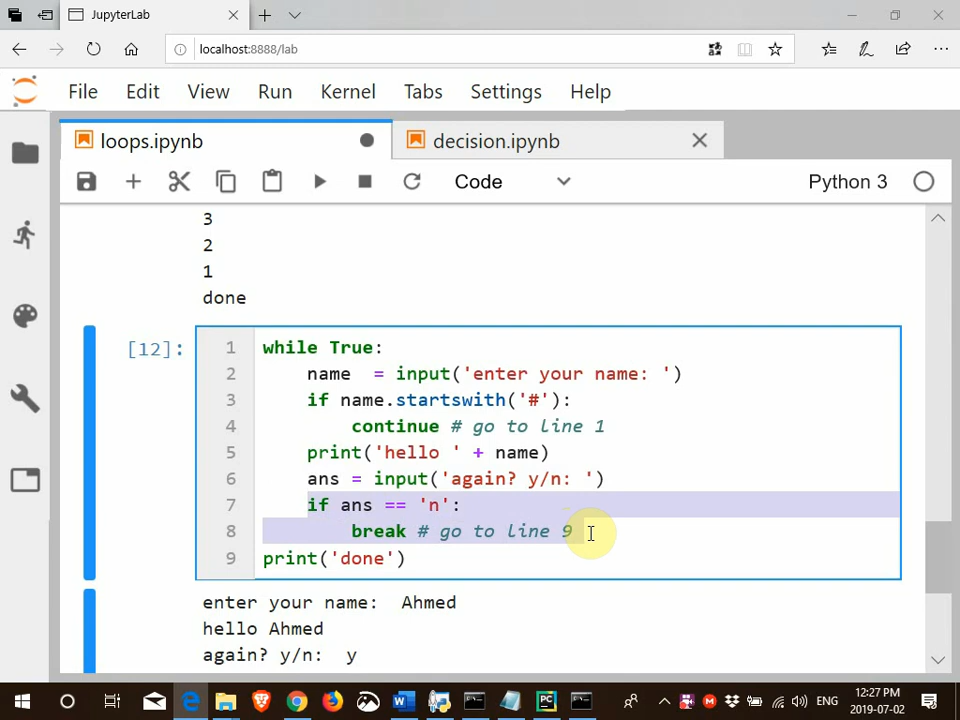 JupyterLab
localhost:8888/lab
File Edit View Run Kernel Tabs Settings Help
loops.ipynb
decision.ipynb
Code
Python 3
3
2
1
done
[12]:
1 while True:
2 name = input('enter your name: ')
3 if name.startswith('#'):
4 continue # go to line 1
5 print('hello ' + name)
6 ans = input('again? y/n: ')
7 if ans == 'n':
8 break # go to line 9
9 print('done')
enter your name: Ahmed
hello Ahmed
again? y/n: y
ENG
12:27 PM
2019-07-02